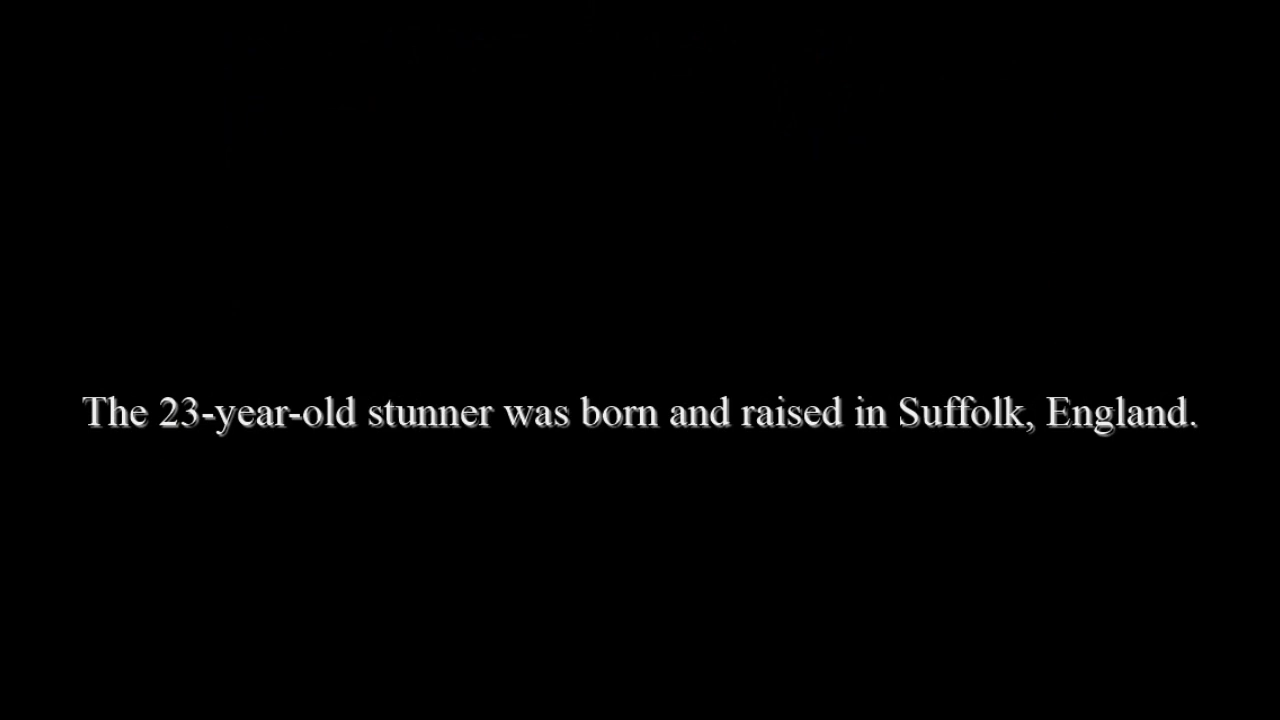 The 23-year-old stunner was born and raised in Suffolk, England.